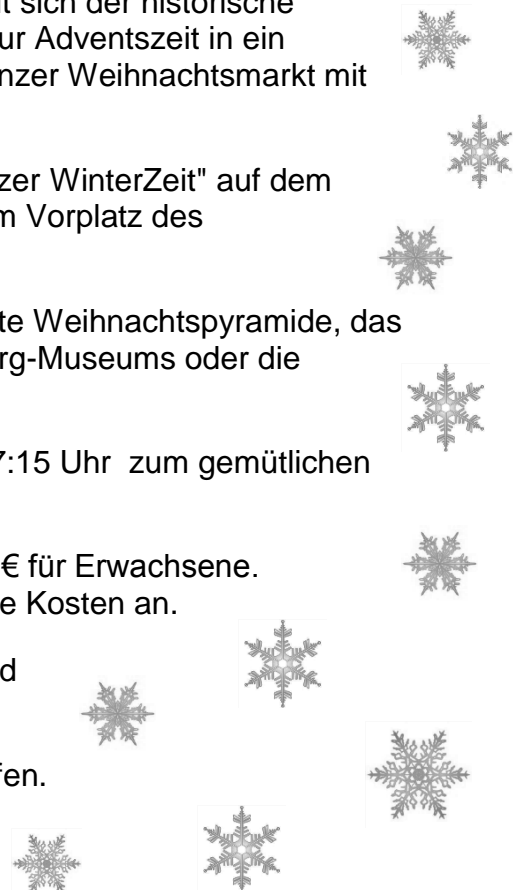 t sich der historische
ur Adventszeit in ein
nzer Weihnachtsmarkt mit
zer WinterZeit" auf dem
m Vorplatz des
te Weihnachtspyramide, das
rg-Museums oder die
7:15 Uhr zum gemütlichen
€ für Erwachsene.
e Kosten an.
d
fen.